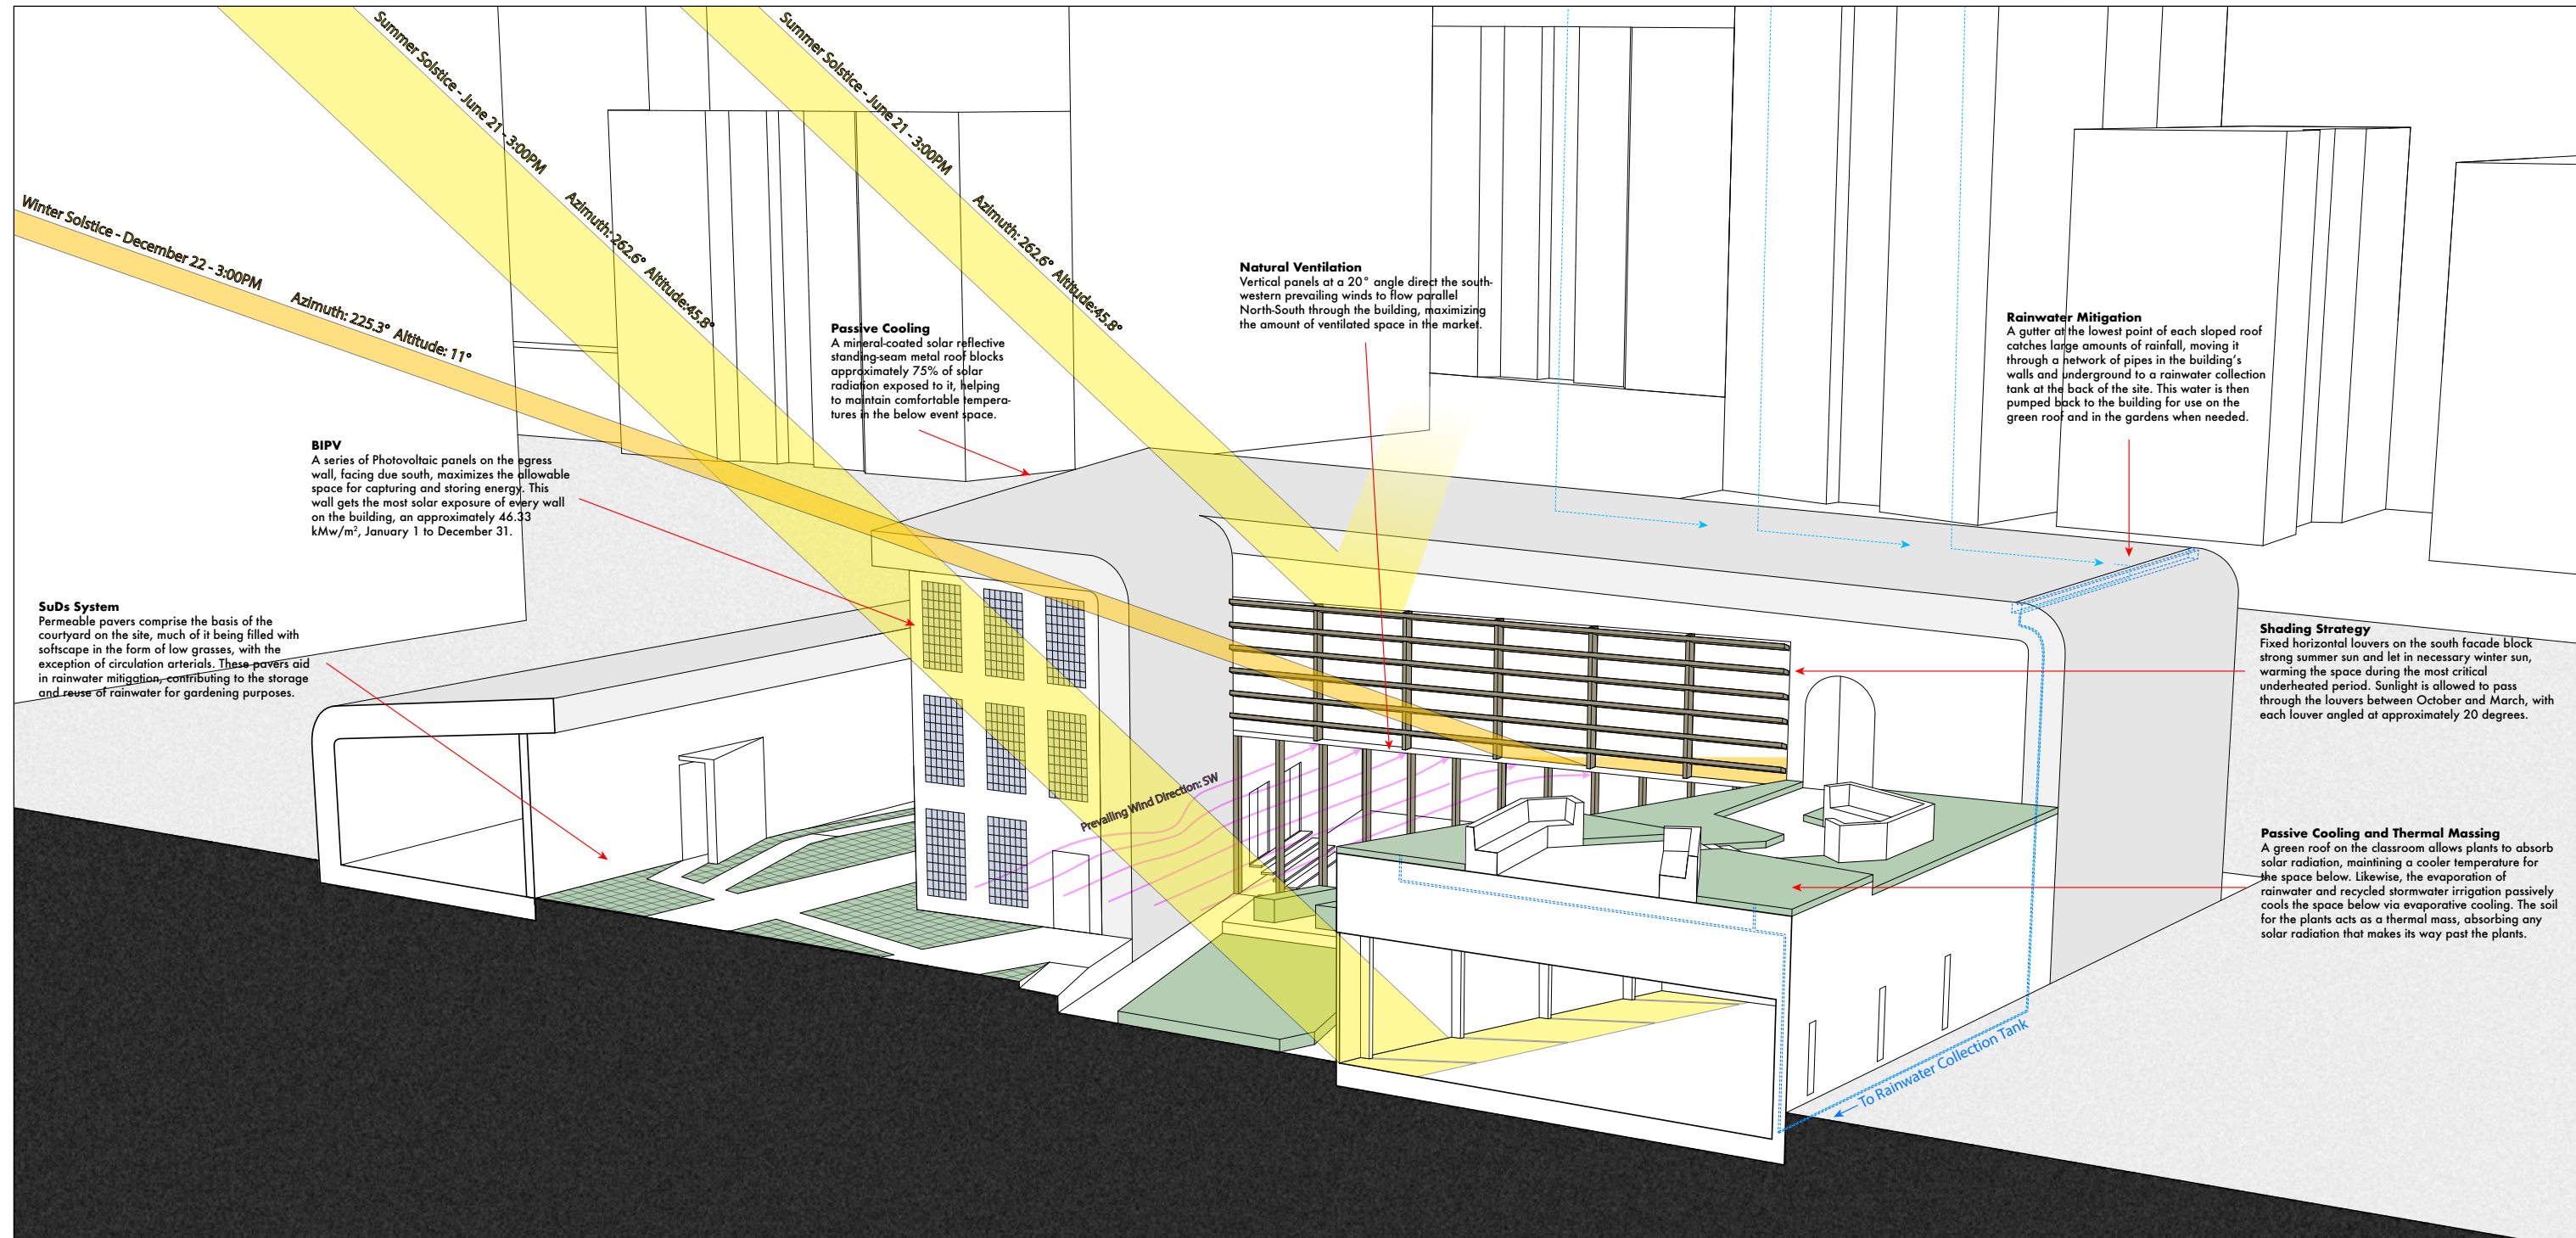 Summer Solstice - June 21 - 3:00PM Azimuth: 262.6° Altitude:45.8°
Summer Solstice - June 21 - 3:00PM Azimuth: 262.6° Altitude:45.8°
Winter Solstice - December 22 - 3:00PM Azimuth: 225.3° Altitude: 11°
Natural Ventilation
Vertical panels at a 20° angle direct the south-
western prevailing winds to flow parallel
North-South through the building, maximizing
the amount of ventilated space in the market.
Rainwater Mitigation
A gutter at the lowest point of each sloped roof
catches large amounts of rainfall, moving it
through a network of pipes in the building's
walls and underground to a rainwater collection
tank at the back of the site. This water is then
pumped back to the building for use on the
green roof and in the gardens when needed.
Passive Cooling
A mineral-coated solar reflective
standing-seam metal roof blocks
approximately 75% of solar
radiation exposed to it, helping
to maintain comfortable tempera-
tures in the below event space.
BIPV
A series of Photovoltaic panels on the egress
wall, facing due south, maximizes the allowable
space for capturing and storing energy. This
wall gets the most solar exposure of every wall
on the building, an approximately 46.33
kMw/m², January 1 to December 31.
SuDs System
Permeable pavers comprise the basis of the
courtyard on the site, much of it being filled with
softscape in the form of low grasses, with the
exception of circulation arterials. These pavers aid
in rainwater mitigation, contributing to the storage
and reuse of rainwater for gardening purposes.
Shading Strategy
Fixed horizontal louvers on the south facade block
strong summer sun and let in necessary winter sun,
warming the space during the most critical
underheated period. Sunlight is allowed to pass
through the louvers between October and March, with
each louver angled at approximately 20 degrees.
Prevailing Wind Direction: SW
Passive Cooling and Thermal Massing
A green roof on the classroom allows plants to absorb
solar radiation, maintining a cooler temperature for
the space below. Likewise, the evaporation of
rainwater and recycled stormwater irrigation passively
cools the space below via evaporative cooling. The soil
for the plants acts as a thermal mass, absorbing any
solar radiation that makes its way past the plants.
To Rainwater Collection Tank